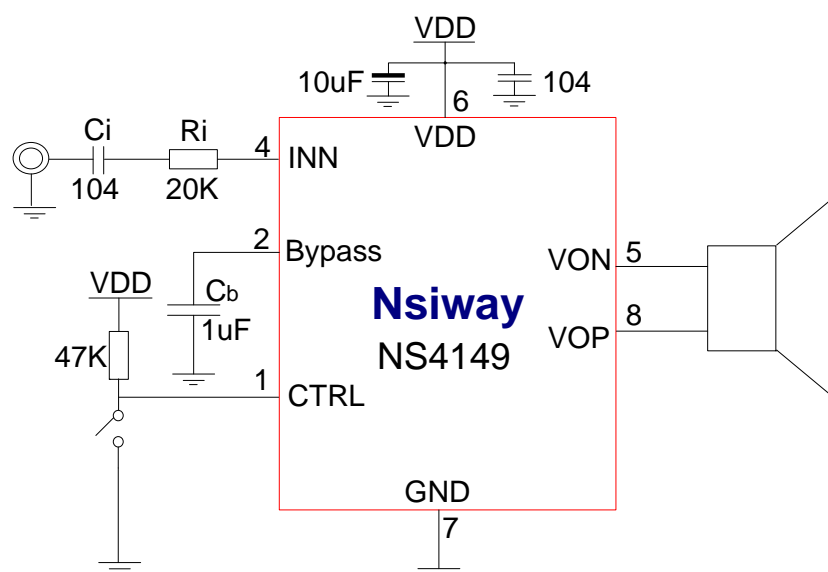 VDD
10uF
104
6
VDD
Ci
Ri
4
INN
104
20K
2
Bypass
VON
5
VDD
Cb
1uF
Nsiway
NS4149
VOP
8
47K
1
CTRL
GND
7